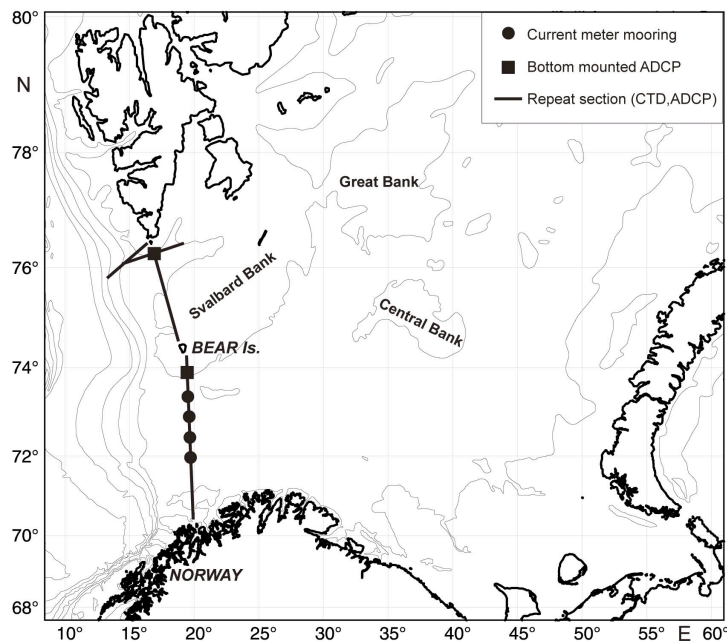 80°
N
78°
76°
74°
72°
70°
68°
Current meter mooring
Bottom mounted ADCP
Repeat section (CTD,ADCP)
Great Bank
Svalbard Bank
Central Bank
BEAR Is.
NORWAY
10° 15° 20° 25° 30° 35° 40° 45° 50° 55° E 60°